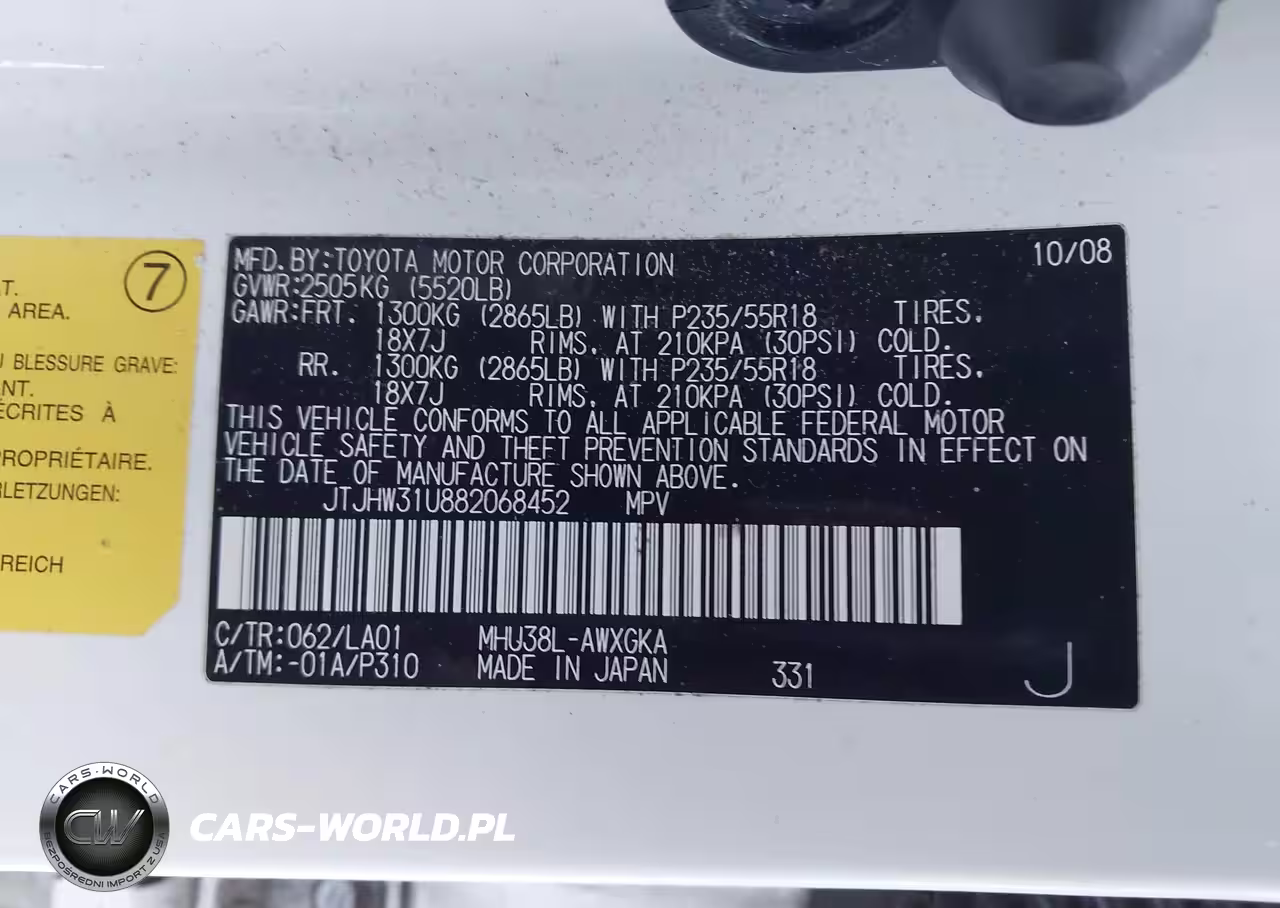 T.
AREA.
7
BLESSURE GRAVE:
NT.
ÉCRITES À
PROPRIÉTAIRE.
RLETZUNGEN:
REICH
MFD. BY:TOYOTA MOTOR CORPORATION 10/08
GVWR:2505KG (5520LB)
GAWR:FRT. 1300KG (2865LB) WITH P235/55R18 TIRES.
18X7J RIMS. AT 210KPA (30PSI) COLD.
RR. 1300KG (2865LB) WITH P235/55R18 TIRES.
18X7J RIMS. AT 210KPA (30PSI) COLD.
THIS VEHICLE CONFORMS TO ALL APPLICABLE FEDERAL MOTOR
VEHICLE SAFETY AND THEFT PREVENTION STANDARDS IN EFFECT ON
THE DATE OF MANUFACTURE SHOWN ABOVE.
JTJHW31U882068452 MPV
C/TR:062/LA01 MHU38L-AWXGKA
A/TM:-01A/P310 MADE IN JAPAN 331 J
CARS-WORLD
CW
BEZPOŚREDNI IMPORT Z USA
CARS-WORLD.PL